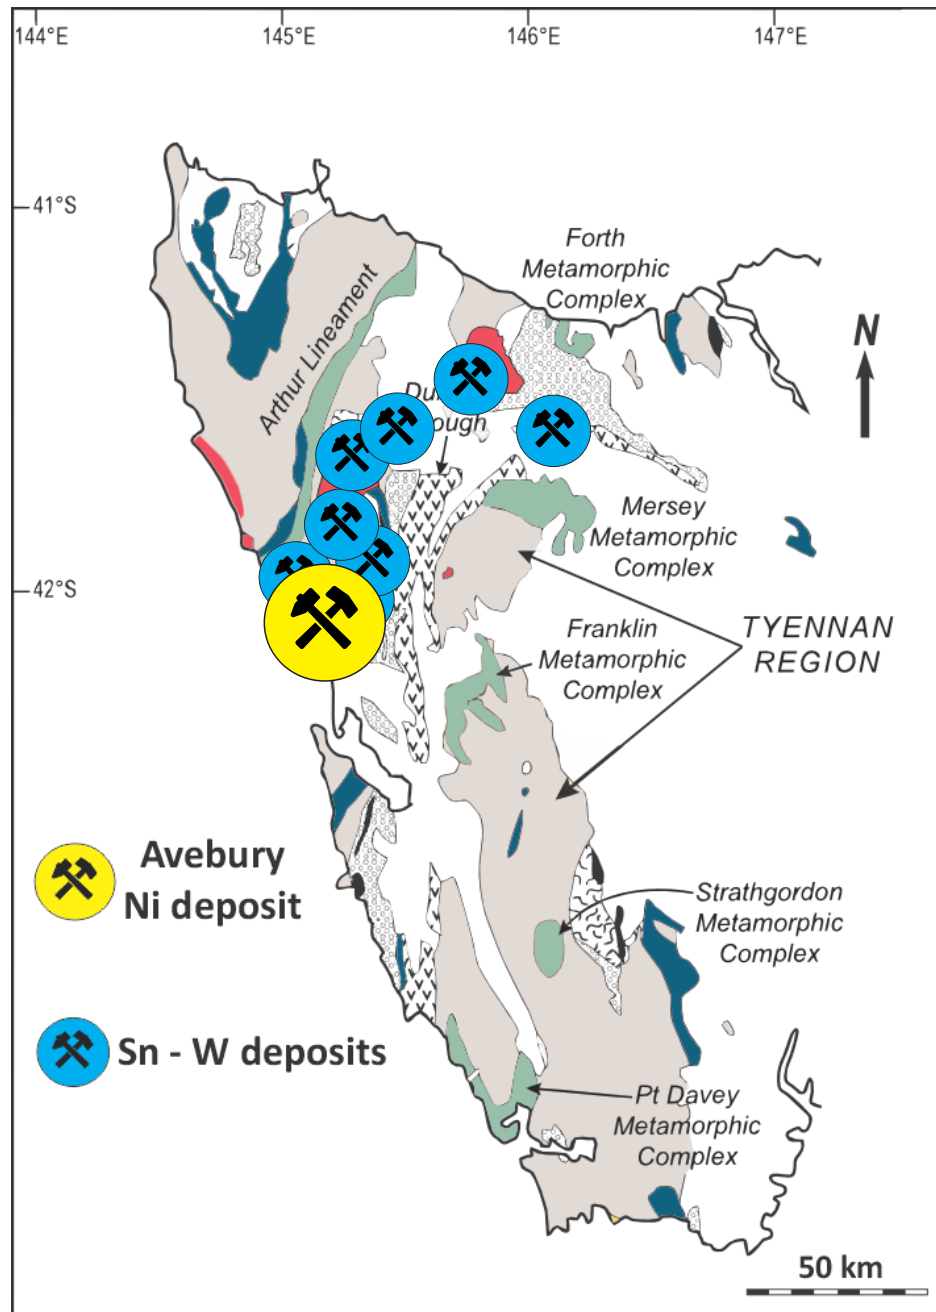 144°E
145°E
146°E
147°E
41°S
Forth
Metamorphic
Complex
N
Arthur Lineament
Mersey
Metamorphic
Complex
42°S
TYENNAN
REGION
Franklin
Metamorphic
Complex
Avebury
Ni deposit
Strathgordon
Metamorphic
Complex
Sn - W deposits
Pt Davey
Metamorphic
Complex
50 km